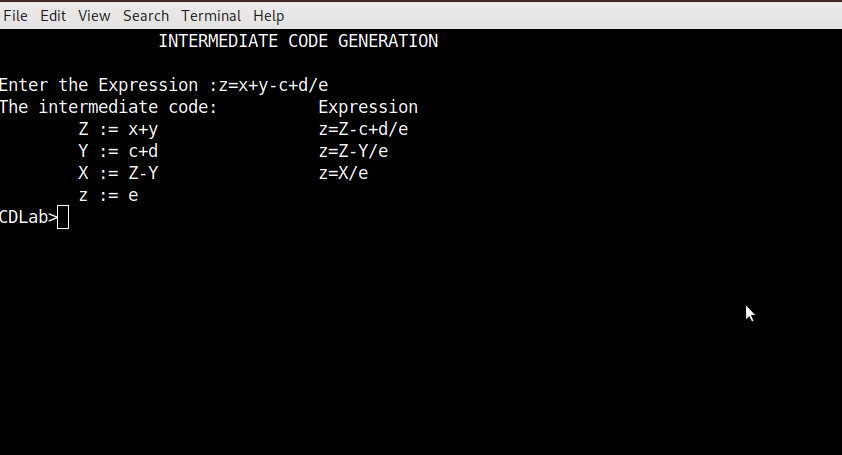 File Edit View Search Terminal Help
INTERMEDIATE CODE GENERATION
Enter the Expression :z=x+y-c+d/e
The intermediate code: Expression
Z := x+y z=Z-c+d/e
Y := c+d z=Z-Y/e
X := Z-Y z=X/e
z := e
CDLab>